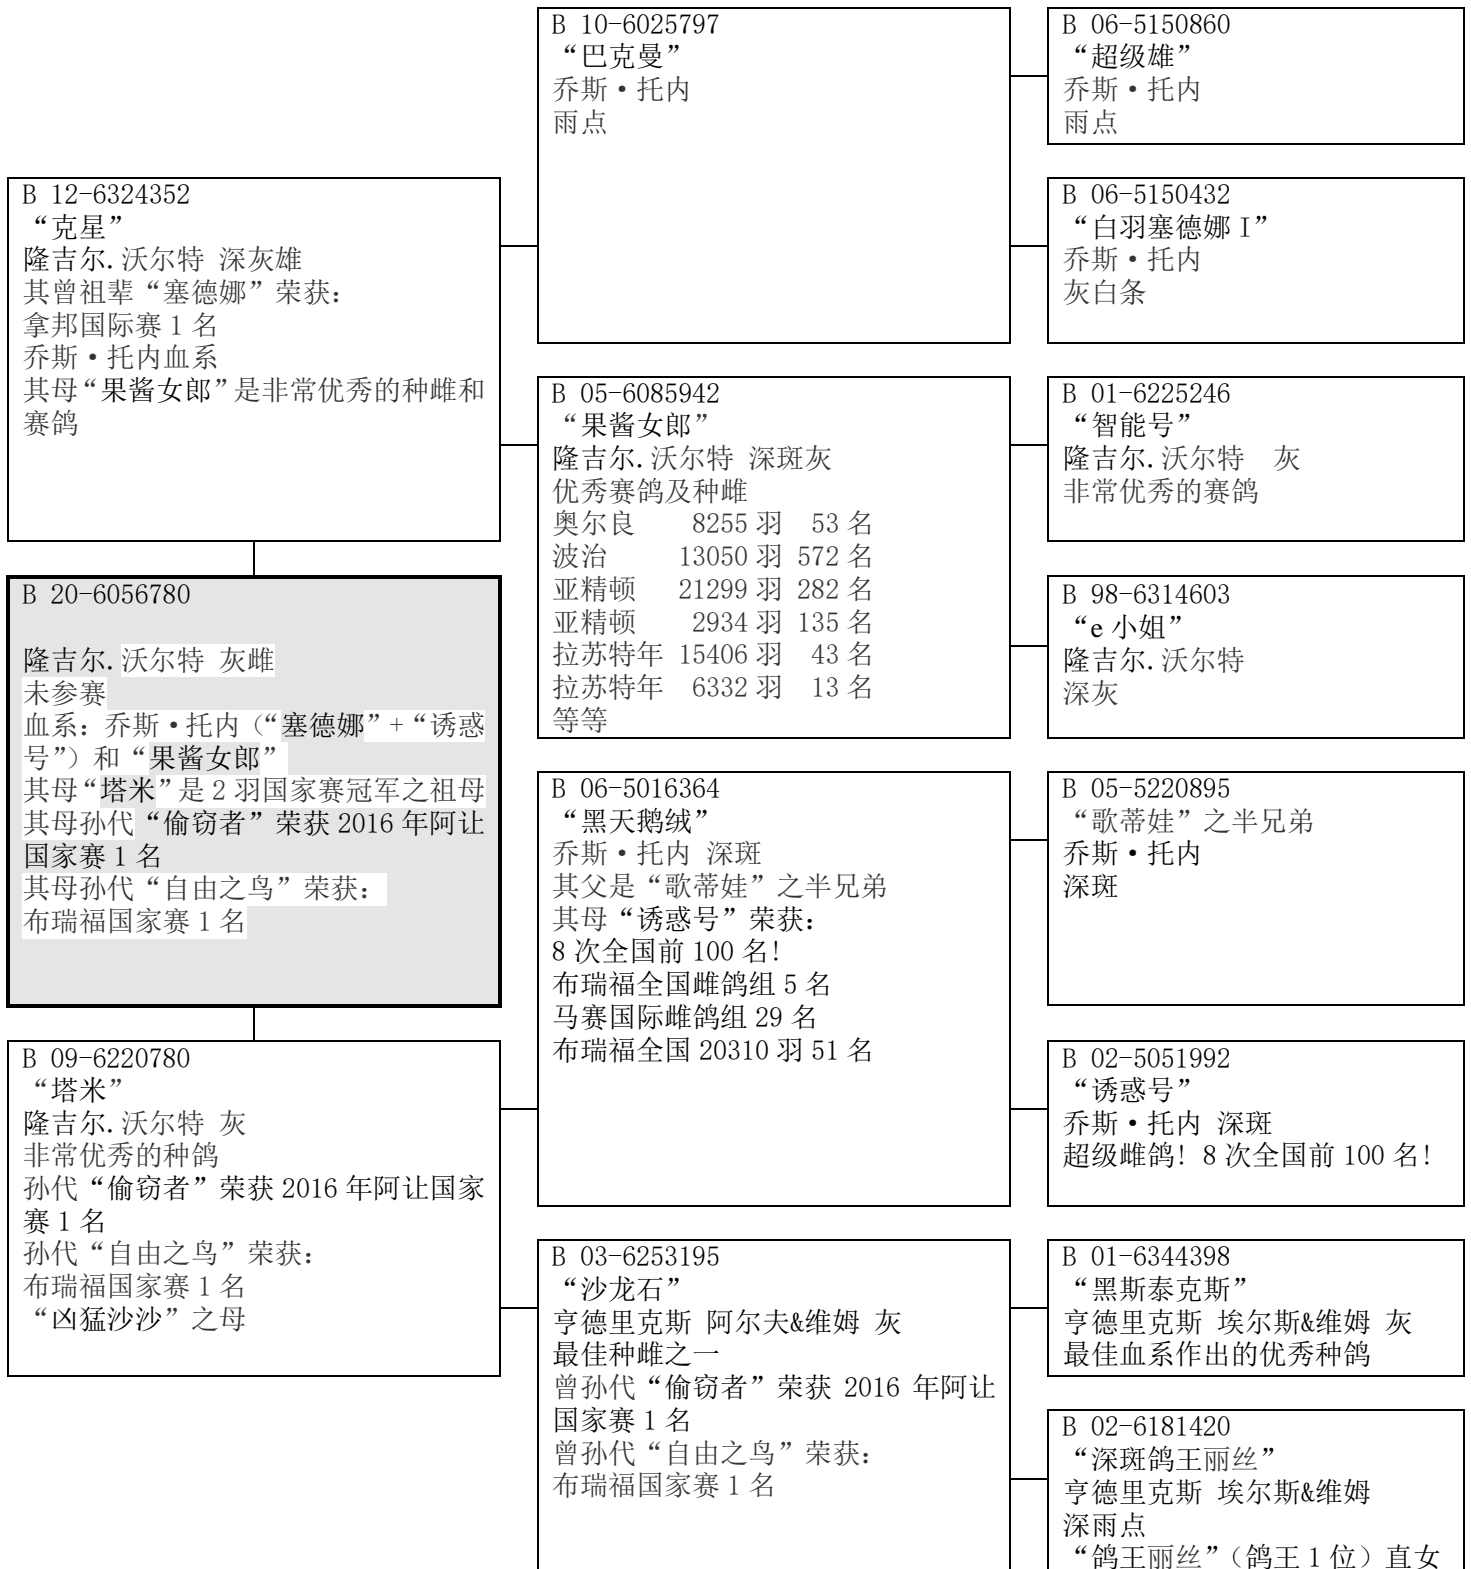 B 12-6324352
“克星”
隆吉尔.沃尔特 深灰雄
其曾祖辈“塞德娜”荣获：
拿邦国际赛 1 名
乔斯•托内血系
其母“果酱女郎”是非常优秀的种雌和
赛鸽
B 20-6056780
隆吉尔.沃尔特 灰雌
未参赛
血系：乔斯•托内（“塞德娜”+“诱惑
号”）和“果酱女郎”
其母“塔米”是 2 羽国家赛冠军之祖母
其母孙代“偷窃者”荣获 2016 年阿让
国家赛 1 名
其母孙代“自由之鸟”荣获：
布瑞福国家赛 1 名
B 09-6220780
“塔米”
隆吉尔.沃尔特 灰
非常优秀的种鸽
孙代“偷窃者”荣获 2016 年阿让国家
赛 1 名
孙代“自由之鸟”荣获：
布瑞福国家赛 1 名
“凶猛沙沙”之母
B 10-6025797
“巴克曼”
乔斯•托内
雨点
B 05-6085942
“果酱女郎”
隆吉尔.沃尔特 深斑灰
优秀赛鸽及种雌
奥尔良 8255 羽 53 名
波治 13050 羽 572 名
亚精顿 21299 羽 282 名
亚精顿 2934 羽 135 名
拉苏特年 15406 羽 43 名
拉苏特年 6332 羽 13 名
等等
B 06-5016364
“黑天鹅绒”
乔斯•托内 深斑
其父是“歌蒂娃”之半兄弟
其母“诱惑号”荣获：
8 次全国前 100 名！
布瑞福全国雌鸽组 5 名
马赛国际雌鸽组 29 名
布瑞福全国 20310 羽 51 名
B 03-6253195
“沙龙石”
亨德里克斯 阿尔夫&维姆 灰
最佳种雌之一
曾孙代“偷窃者”荣获 2016 年阿让
国家赛 1 名
曾孙代“自由之鸟”荣获：
布瑞福国家赛 1 名
B 06-5150860
“超级雄”
乔斯•托内
雨点
B 06-5150432
“白羽塞德娜 I”
乔斯•托内
灰白条
B 01-6225246
“智能号”
隆吉尔.沃尔特 灰
非常优秀的赛鸽
B 98-6314603
“e 小姐”
隆吉尔.沃尔特
深灰
B 05-5220895
“歌蒂娃”之半兄弟
乔斯•托内
深斑
B 02-5051992
“诱惑号”
乔斯•托内 深斑
超级雌鸽！8 次全国前 100 名！
B 01-6344398
“黑斯泰克斯”
亨德里克斯 埃尔斯&维姆 灰
最佳血系作出的优秀种鸽
B 02-6181420
“深斑鸽王丽丝”
亨德里克斯 埃尔斯&维姆
深雨点
“鸽王丽丝”（鸽王 1 位）直女